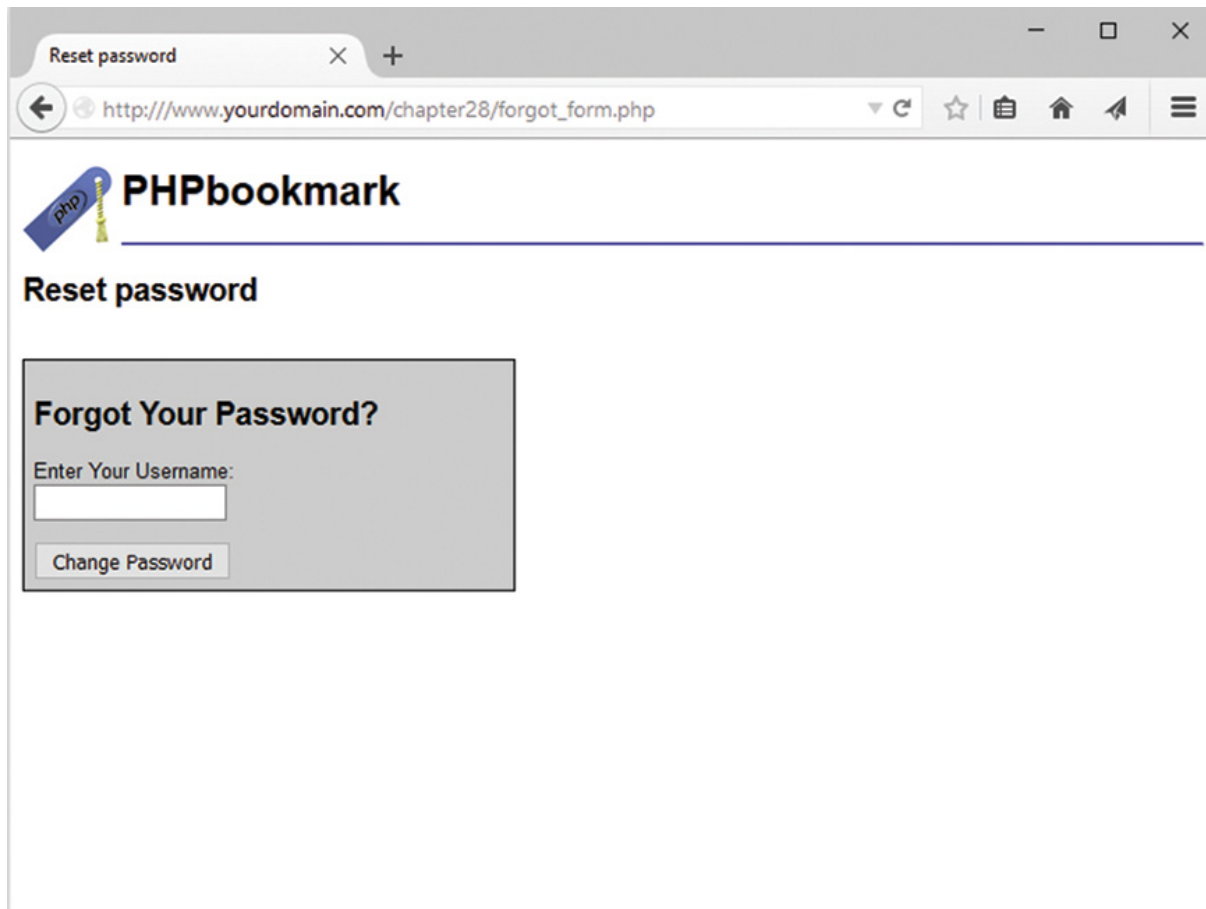 Reset password
http:///www.yourdomain.com/chapter28/forgot_form.php
php
PHPbookmark
Reset password
Forgot Your Password?
Enter Your Username:
Change Password